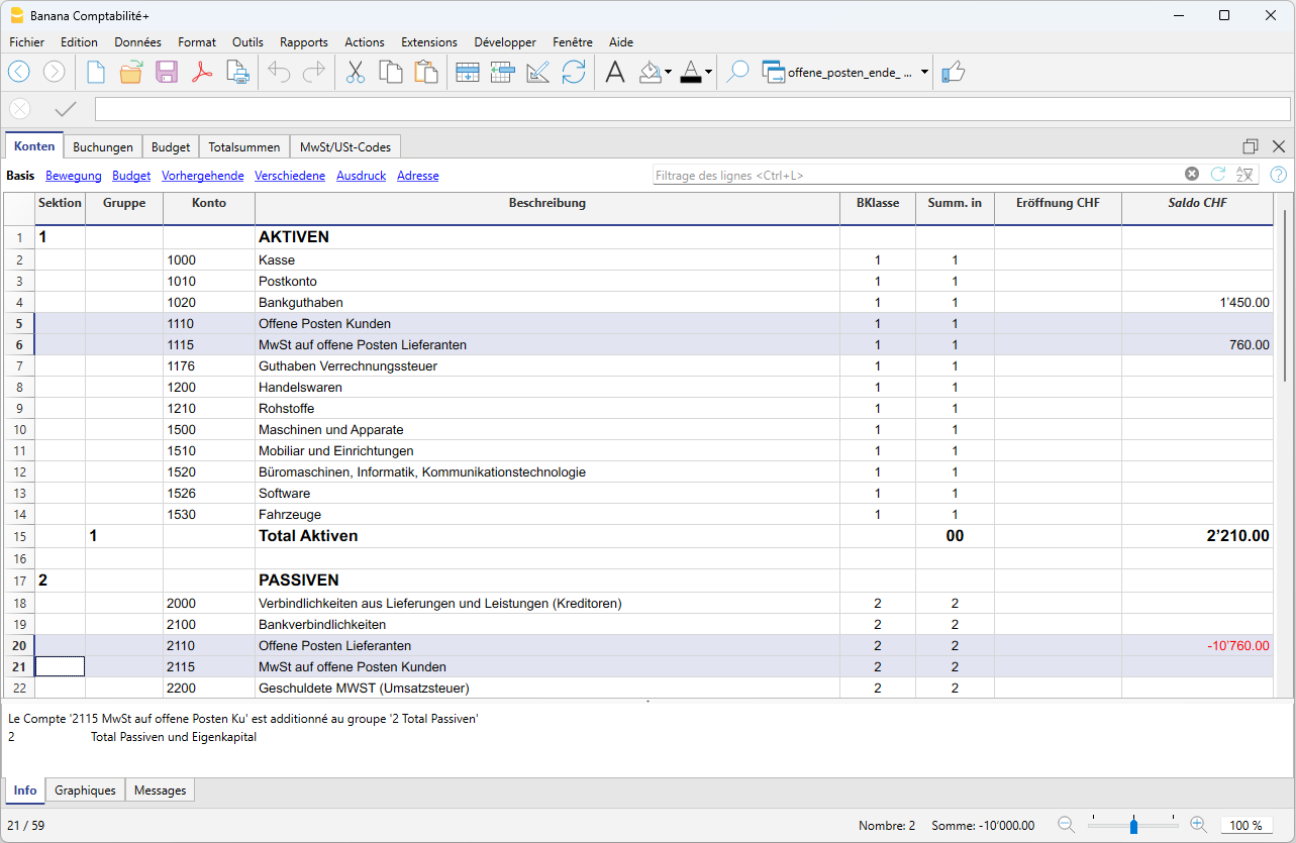 Banana Comptabilité+
Fichier Edition Données Format Outils Rapports Actions Extensions Développer Fenêtre Aide
offene_posten_ende_ ...
Konten Buchungen Budget Totalsummen MwSt/USt-Codes
Basis Bewegung Budget Vorhergehende Verschiedene Ausdruck Adresse Filtrage des lignes <Ctrl+L>
Sektion Gruppe Konto Beschreibung BKlasse Summ. in Eröffnung CHF Saldo CHF
1 1 AKTIVEN
2 1000 Kasse 1 1
3 1010 Postkonto 1 1
4 1020 Bankguthaben 1 1 1'450.00
5 1110 Offene Posten Kunden 1 1
6 1115 MwSt auf offene Posten Lieferanten 1 1 760.00
7 1176 Guthaben Verrechnungssteuer 1 1
8 1200 Handelswaren 1 1
9 1210 Rohstoffe 1 1
10 1500 Maschinen und Apparate 1 1
11 1510 Mobiliar und Einrichtungen 1 1
12 1520 Büromaschinen, Informatik, Kommunikationstechnologie 1 1
13 1526 Software 1 1
14 1530 Fahrzeuge 1 1
15 1 Total Aktiven 00 2'210.00
16
17 2 PASSIVEN
18 2000 Verbindlichkeiten aus Lieferungen und Leistungen (Kreditoren) 2 2
19 2100 Bankverbindlichkeiten 2 2
20 2110 Offene Posten Lieferanten 2 2 -10'760.00
21 2115 MwSt auf offene Posten Kunden 2 2
22 2200 Geschuldete MWST (Umsatzsteuer) 2 2
Le Compte '2115 MwSt auf offene Posten Ku' est additionné au groupe '2 Total Passiven'
2 Total Passiven und Eigenkapital
Info Graphiques Messages
21 / 59 Nombre: 2 Somme: -10'000.00 100 %